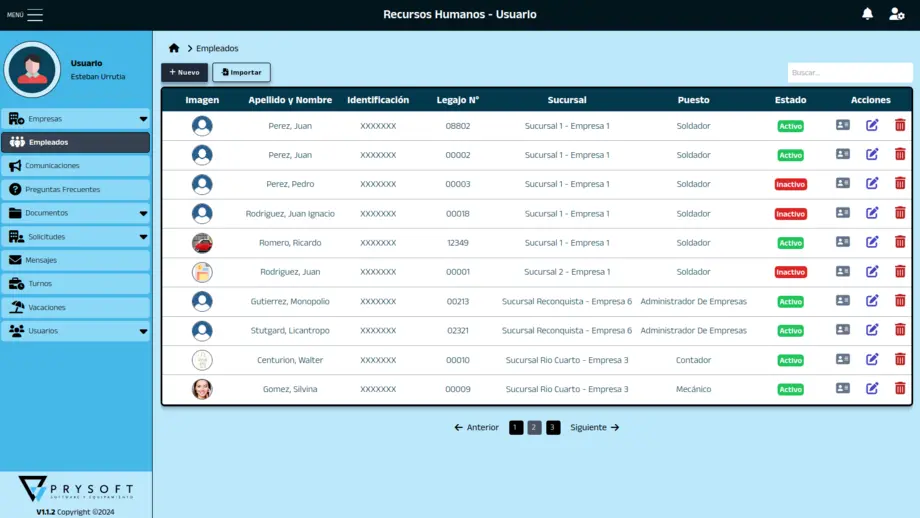 MENÚ
Recursos Humanos - Usuario
Usuario
Esteban Urrutia
Empresas
Empleados
Comunicaciones
Preguntas Frecuentes
Documentos
Solicitudes
Mensajes
Turnos
Vacaciones
Usuarios
PRYSOFT
SOFTWARE Y EQUIPAMIENTO
V1.1.2 Copyright ©2024
Empleados
+ Nuevo Importar Buscar...
Imagen Apellido y Nombre Identificación Legajo N° Sucursal Puesto Estado Acciones
Perez, Juan XXXXXXX 08802 Sucursal 1 - Empresa 1 Soldador Activo
Perez, Juan XXXXXXX 00002 Sucursal 1 - Empresa 1 Soldador Activo
Perez, Pedro XXXXXXX 00003 Sucursal 1 - Empresa 1 Soldador Inactivo
Rodriguez, Juan Ignacio XXXXXXX 00018 Sucursal 1 - Empresa 1 Soldador Inactivo
Romero, Ricardo XXXXXXX 12349 Sucursal 1 - Empresa 1 Soldador Activo
Rodriguez, Juan XXXXXXX 00001 Sucursal 2 - Empresa 1 Soldador Inactivo
Gutierrez, Monopolio XXXXXXX 00213 Sucursal Reconquista - Empresa 6 Administrador De Empresas Activo
Stutgard, Licantropo XXXXXXX 02321 Sucursal Reconquista - Empresa 6 Administrador De Empresas Activo
Centurion, Walter XXXXXXX 00010 Sucursal Rio Cuarto - Empresa 3 Contador Activo
Gomez, Silvina XXXXXXX 00009 Sucursal Rio Cuarto - Empresa 3 Mecánico Activo
← Anterior 1 2 3 Siguiente →